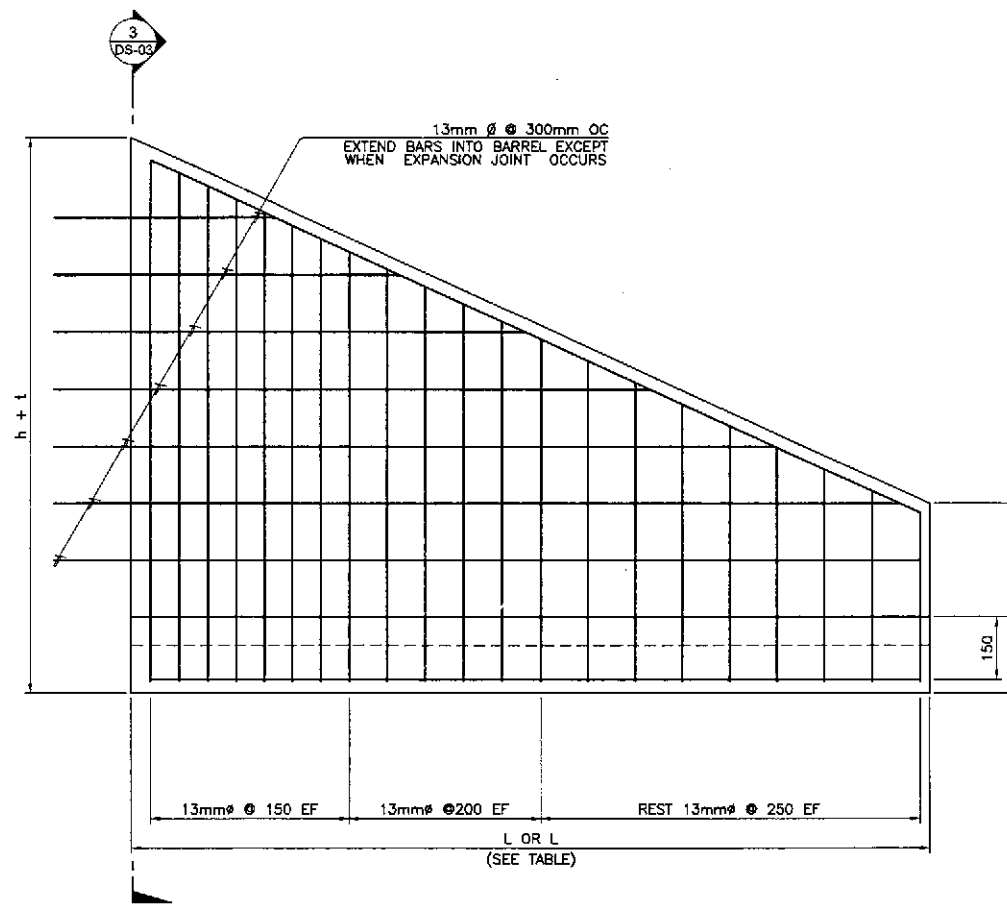 3
DS-03
13mm Ø @ 300mm OC
EXTEND BARS INTO BARREL EXCEPT
WHEN EXPANSION JOINT OCCURS
h + t
150
13mmø @ 150 EF
13mmø @200 EF
REST 13mmø @ 250 EF
L OR L
(SEE TABLE)